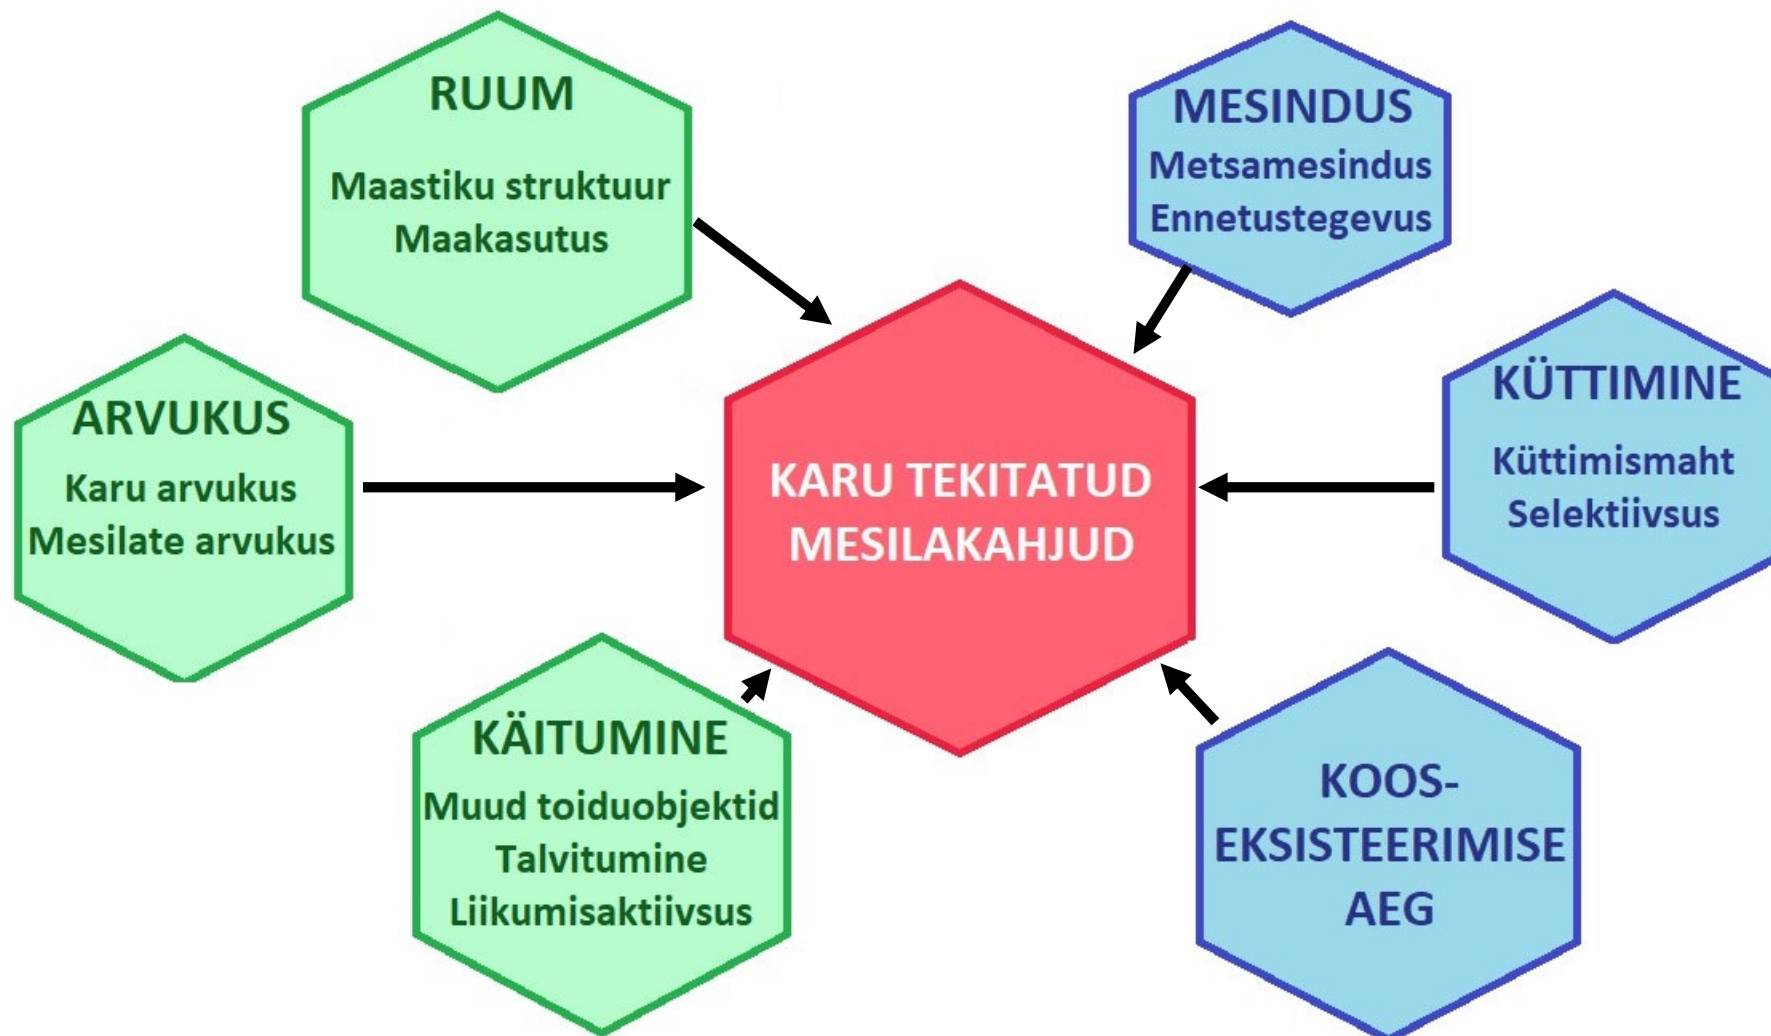 RUUM
Maastiku struktuur
Maakasutus
MESINDUS
Metsamesindus
Ennetustegevus
ARVUKUS
Karu arvukus
Mesilate arvukus
KARU TEKITATUD
MESILAKAHJUD
KÜTTIMINE
Küttimismaht
Selektiivsus
KÄITUMINE
Muud toiduobjektid
Talvitumine
Liikumisaktiivsus
KOOS-
EKSISTEERIMISE
AEG